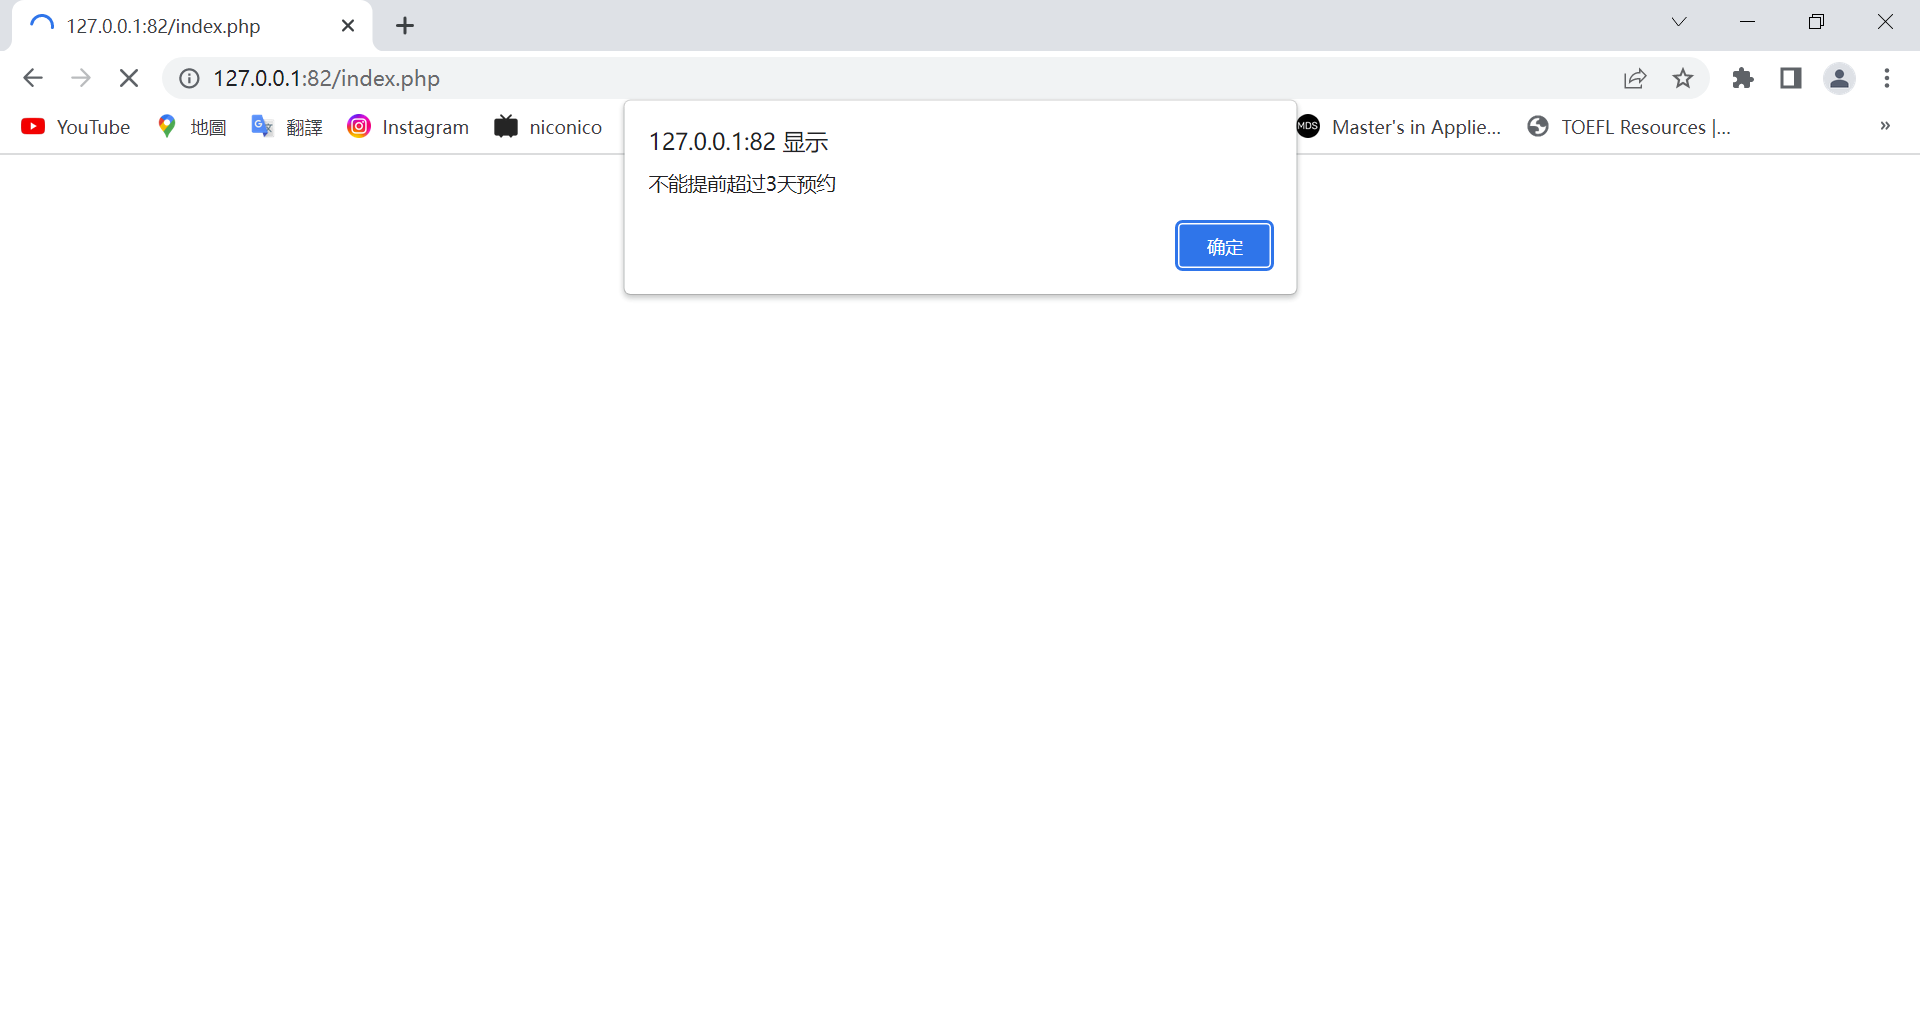 127.0.0.1:82/index.php
127.0.0.1:82/index.php
YouTube 地圖 翻譯 Instagram niconico MDS Master's in Applie... TOEFL Resources |... »
127.0.0.1:82 显示
不能提前超过3天预约
确定